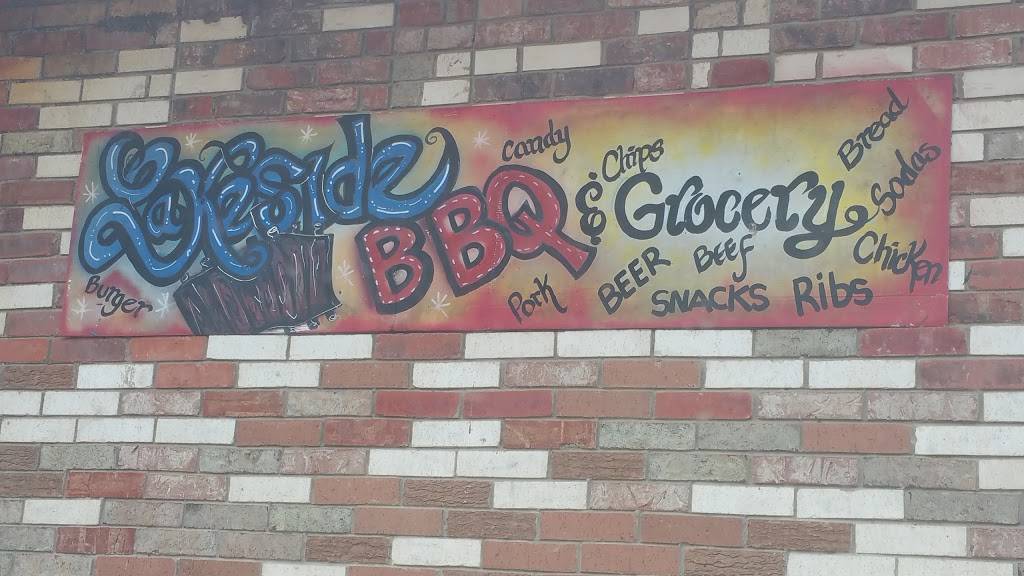 Lakeside
BBQ & Grocery
Candy
Chips
Bread
Sodas
Chicken
Burger
Pork
BEER
BEEF
SNACKS
Ribs